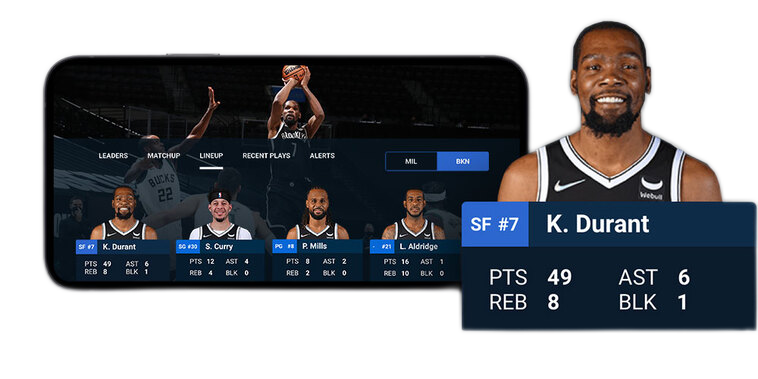 LEADERS MATCHUP LINEUP RECENT PLAYS ALERTS MIL BKN
BROOKLYN
7
BUCKS
22
SF #7 K. Durant
PTS 49 AST 6
REB 8 BLK 1
SG #30 S. Curry
PTS 12 AST 4
REB 4 BLK 0
PG #8 P. Mills
PTS 8 AST 2
REB 2 BLK 0
- #21 L. Aldridge
PTS 16 AST 1
REB 10 BLK 0
Webull
SF #7 K. Durant
PTS 49 AST 6
REB 8 BLK 1